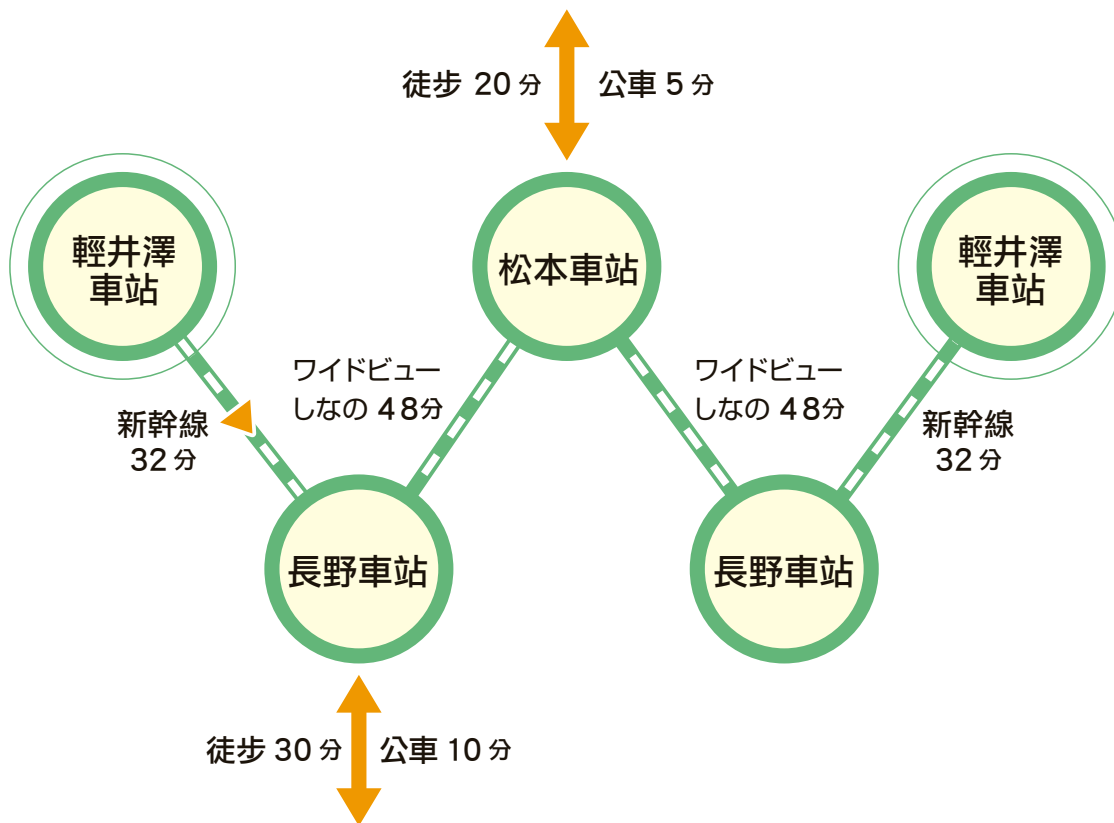 徒步 20 分
公車 5 分
輕井澤
車站
松本車站
輕井澤
車站
ワイドビュー
しなの 48分
ワイドビュー
しなの 48分
新幹線
32 分
新幹線
32 分
長野車站
長野車站
徒步 30 分
公車 10 分